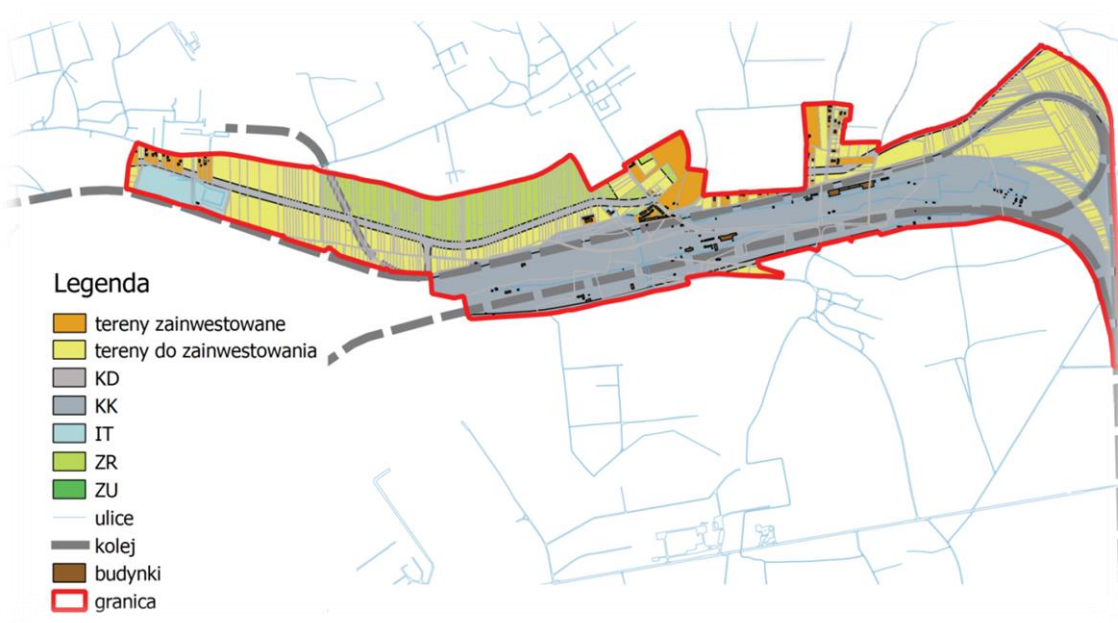 Legenda
tereny zainwestowane
tereny do zainwestowania
KD
KK
IT
ZR
ZU
ulice
kolej
budynki
granica